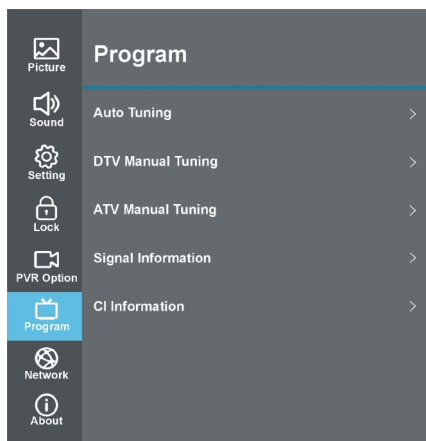 Picture
Sound
Setting
Lock
PVR Option
Program
Network
About
Program
Auto Tuning
DTV Manual Tuning
ATV Manual Tuning
Signal Information
CI Information